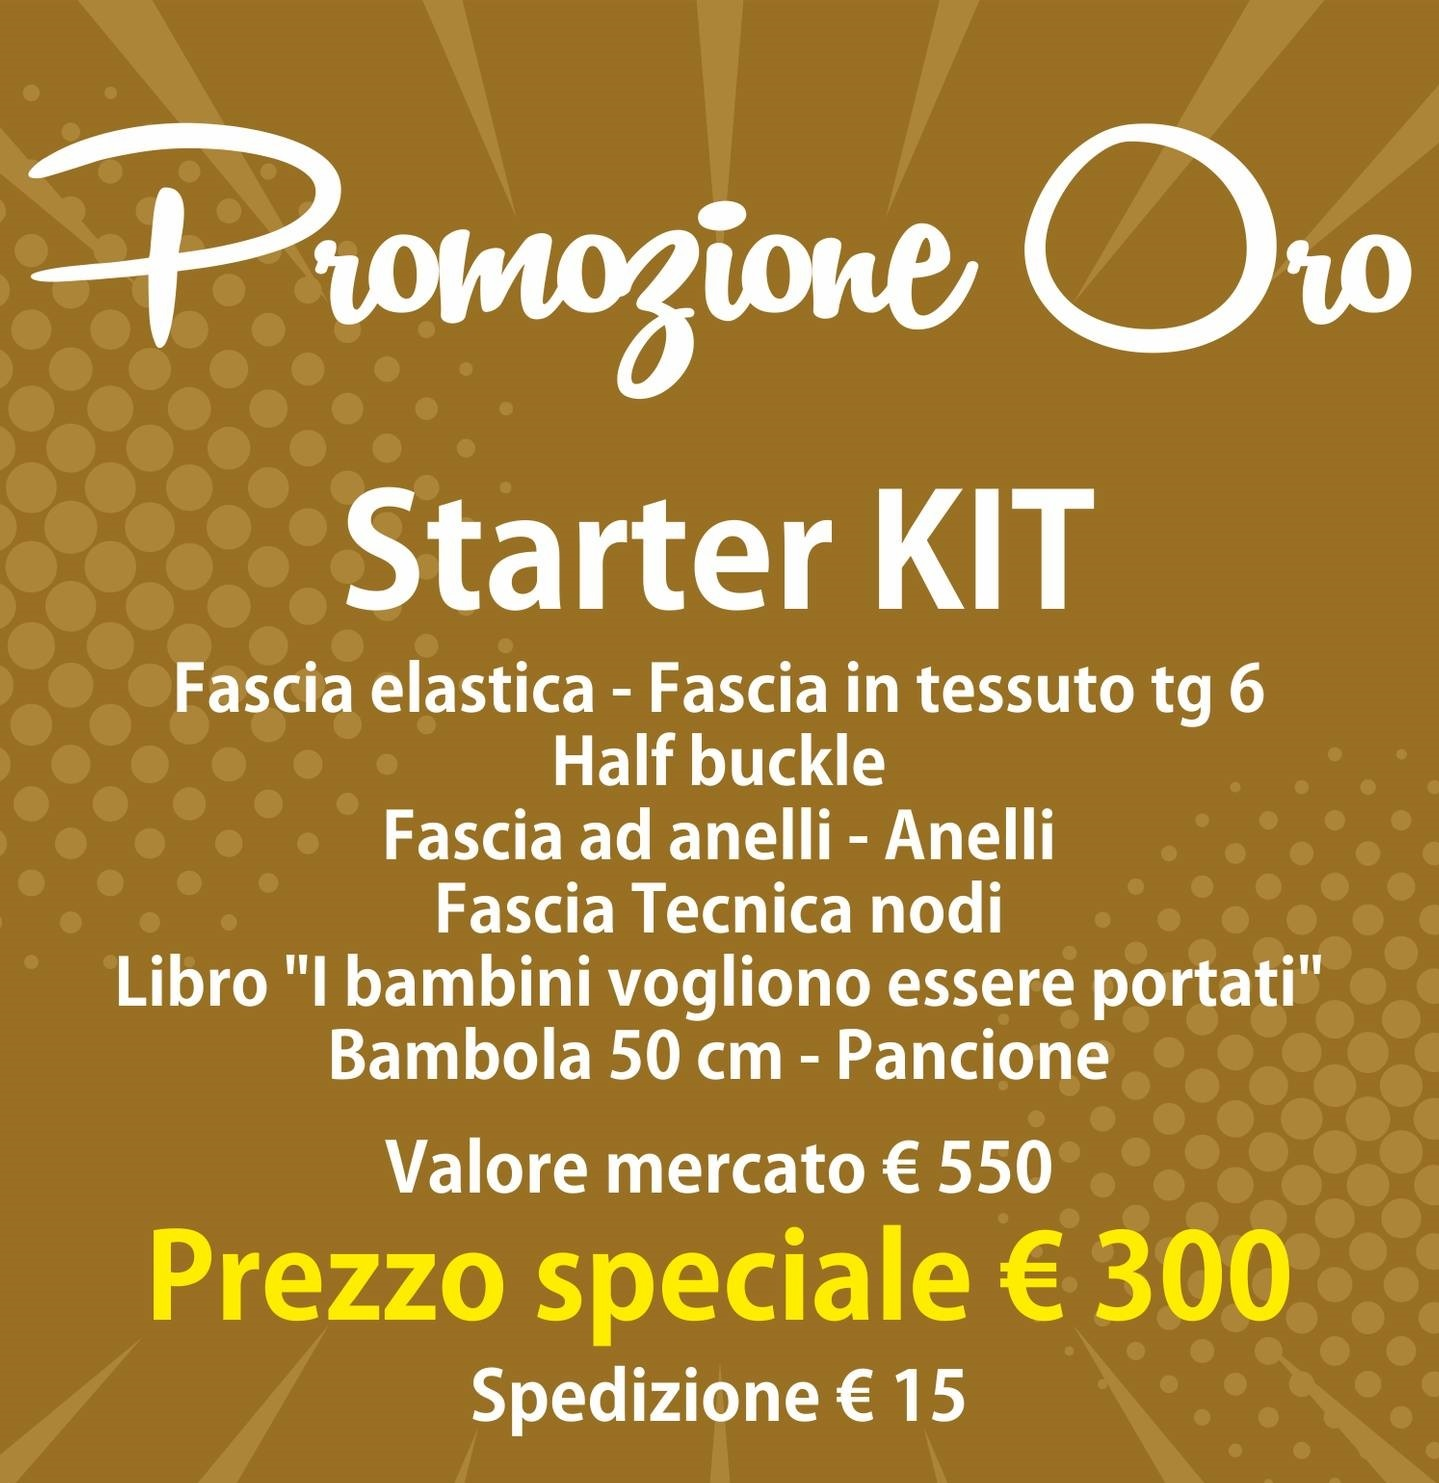 Promozione Oro
Starter KIT
Fascia elastica - Fascia in tessuto tg 6
Half buckle
Fascia ad anelli - Anelli
Fascia Tecnica nodi
Libro "I bambini vogliono essere portati"
Bambola 50 cm - Pancione
Valore mercato € 550
Prezzo speciale € 300
Spedizione € 15